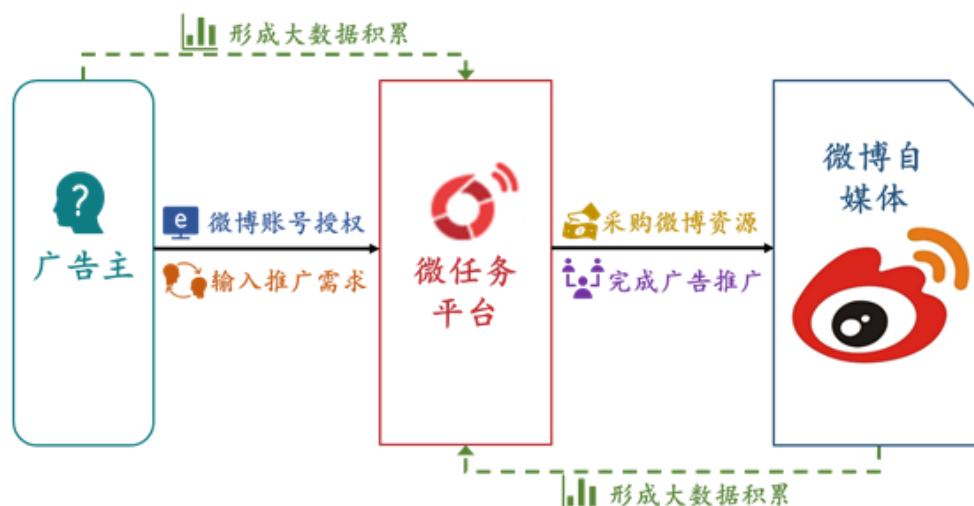 形成大数据积累
?
广告主
e 微博账号授权
输入推广需求
微任务
平台
采购微博资源
完成广告推广
微博自
媒体
形成大数据积累